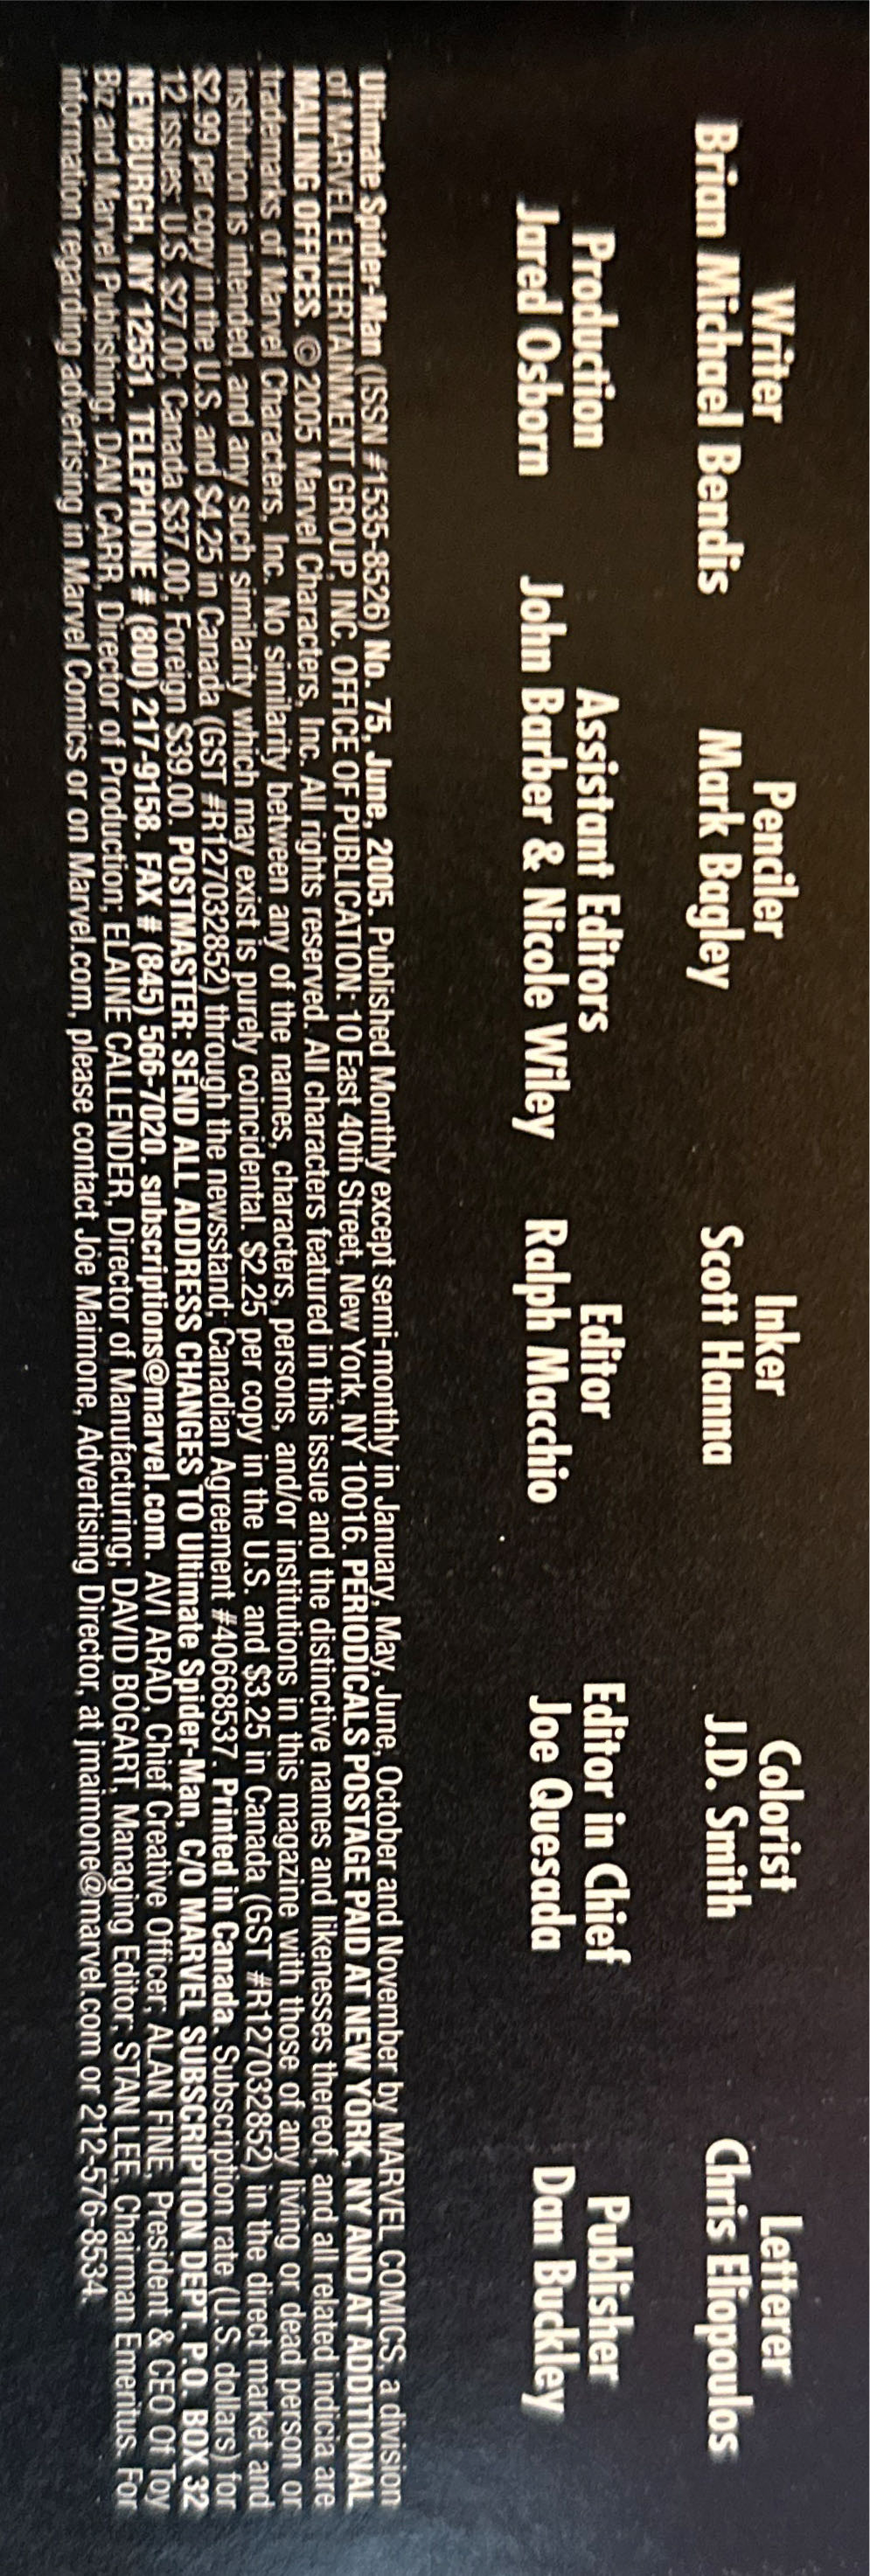 Writer Penciler Inker Colorist Letterer
Brian Michael Bendis Mark Bagley Scott Hanna J.D. Smith Chris Eliopoulos
Production Assistant Editors Editor Editor in Chief Publisher
Jared Osborn John Barber & Nicole Wiley Ralph Macchio Joe Quesada Dan Buckley
Ultimate Spider-Man (ISSN #1535-8526) No. 75, June, 2005. Published Monthly except semi-monthly in January, May, June, October and November by MARVEL COMICS, a division
of MARVEL ENTERTAINMENT GROUP, INC. OFFICE OF PUBLICATION: 10 East 40th Street, New York, NY 10016. PERIODICALS POSTAGE PAID AT NEW YORK, NY AND AT ADDITIONAL
MAILING OFFICES. © 2005 Marvel Characters, Inc. All rights reserved. All characters featured in this issue and the distinctive names and likenesses thereof, and all related indicia are
trademarks of Marvel Characters, Inc. No similarity between any of the names, characters, persons, and/or institutions in this magazine with those of any living or dead person or
institution is intended, and any such similarity which may exist is purely coincidental. $2.25 per copy in the U.S. and $3.25 in Canada (GST #R127032852) in the direct market and
$2.99 per copy in the U.S. and $4.25 in Canada (GST #R127032852) through the newsstand; Canadian Agreement #40668537. Printed in Canada. Subscription rate (U.S. dollars) for
12 issues: U.S. $27.00; Canada $37.00; Foreign $39.00. POSTMASTER: SEND ALL ADDRESS CHANGES TO Ultimate Spider-Man, C/O MARVEL SUBSCRIPTION DEPT. P.O. BOX 32
NEWBURGH, NY 12551. TELEPHONE # (800) 217-9158. FAX # (845) 566-7020. subscriptions@marvel.com. AVI ARAD, Chief Creative Officer; ALAN FINE, President & CEO Of Toy
Biz and Marvel Publishing; DAN CARR, Director of Production; ELAINE CALLENDER, Director of Manufacturing; DAVID BOGART, Managing Editor; STAN LEE, Chairman Emeritus. For
information regarding advertising in Marvel Comics or on Marvel.com, please contact Joe Maimone, Advertising Director, at jmaimone@marvel.com or 212-576-8534.